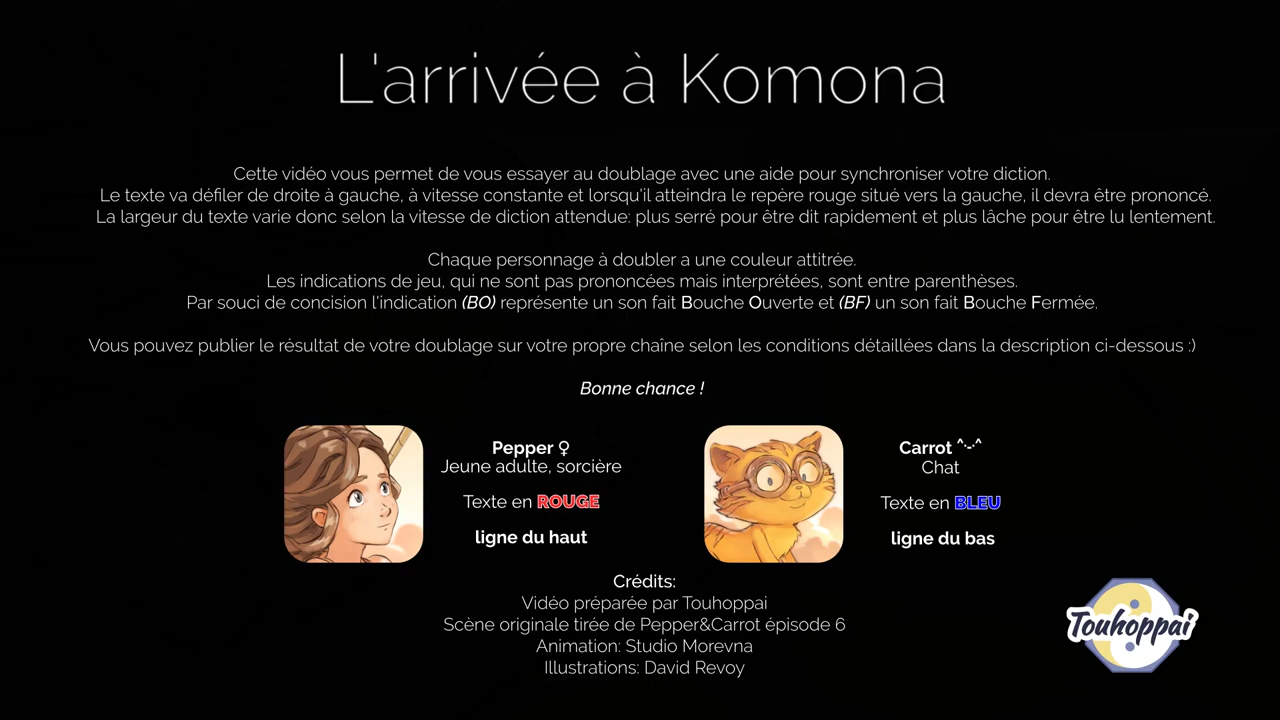 L'arrivée à Komona
Cette vidéo vous permet de vous essayer au doublage avec une aide pour synchroniser votre diction.
Le texte va défiler de droite à gauche, à vitesse constante et lorsqu'il atteindra le repère rouge situé vers la gauche, il devra être prononcé.
La largeur du texte varie donc selon la vitesse de diction attendue: plus serré pour être dit rapidement et plus lâche pour être lu lentement.
Chaque personnage à doubler a une couleur attitrée.
Les indications de jeu, qui ne sont pas prononcées mais interprétées, sont entre parenthèses.
Par souci de concision l'indication (BO) représente un son fait Bouche Ouverte et (BF) un son fait Bouche Fermée.
Vous pouvez publier le résultat de votre doublage sur votre propre chaîne selon les conditions détaillées dans la description ci-dessous :)
Bonne chance !
Pepper ♀
Jeune adulte, sorcière
Texte en ROUGE
ligne du haut
Carrot ^·-·^
Chat
Texte en BLEU
ligne du bas
Crédits:
Vidéo préparée par Touhoppai
Scène originale tirée de Pepper&Carrot épisode 6
Animation: Studio Morevna
Illustrations: David Revoy
Touhoppai